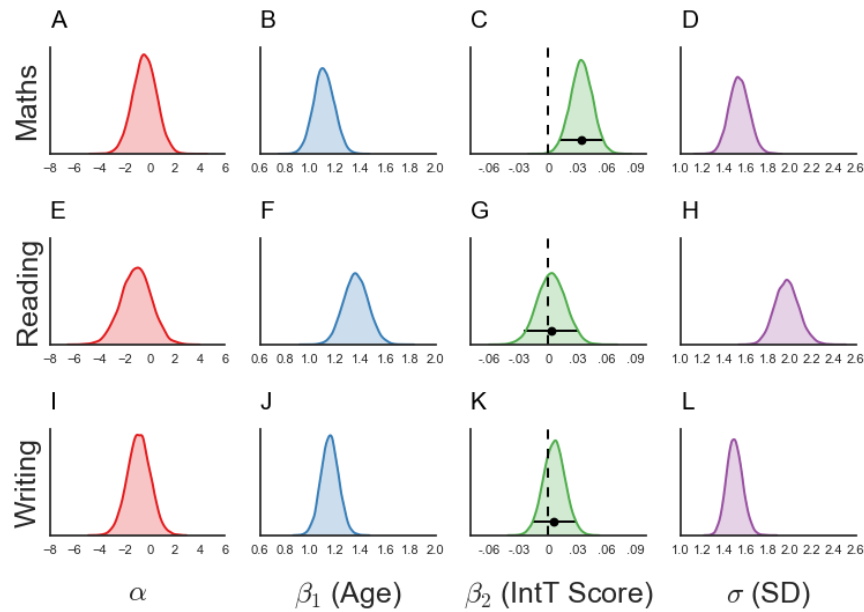 A B C D
Maths
-8 -6 -4 -2 0 2 4 6 0.6 0.8 1.0 1.2 1.4 1.6 1.8 2.0 -.06 -.03 0 .03 .06 .09 1.0 1.2 1.4 1.6 1.8 2.0 2.2 2.4 2.6
E F G H
Reading
-8 -6 -4 -2 0 2 4 6 0.6 0.8 1.0 1.2 1.4 1.6 1.8 2.0 -.06 -.03 0 .03 .06 .09 1.0 1.2 1.4 1.6 1.8 2.0 2.2 2.4 2.6
I J K L
Writing
-8 -6 -4 -2 0 2 4 6 0.6 0.8 1.0 1.2 1.4 1.6 1.8 2.0 -.06 -.03 0 .03 .06 .09 1.0 1.2 1.4 1.6 1.8 2.0 2.2 2.4 2.6
α β₁ (Age) β₂ (IntT Score) σ (SD)